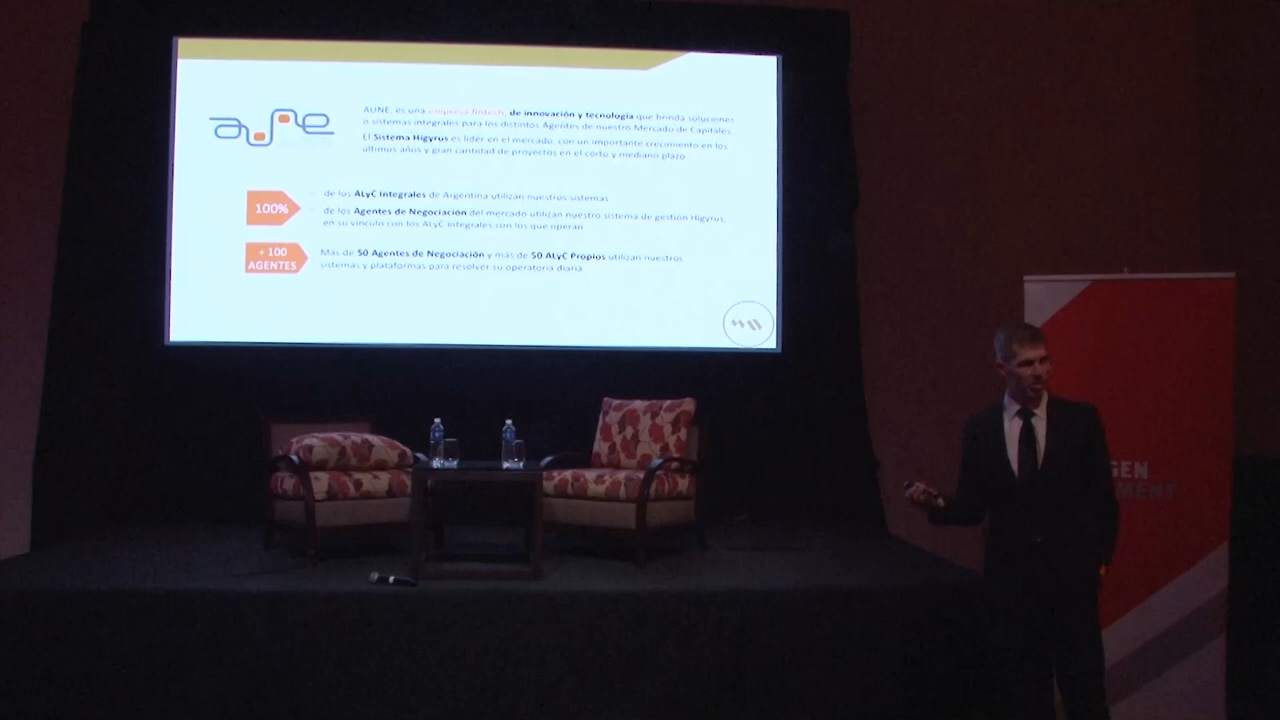 aune
AUNE, es una empresa fintech, de innovación y tecnología que brinda soluciones
o sistemas integrales para los distintos Agentes de nuestro Mercado de Capitales.
El Sistema Higyrus es líder en el mercado, con un importante crecimiento en los
últimos años y gran cantidad de proyectos en el corto y mediano plazo.
100%
de los ALyC Integrales de Argentina utilizan nuestros sistemas.
de los Agentes de Negociación del mercado utilizan nuestro sistema de gestión Higyrus,
en su vínculo con los ALyC Integrales con los que operan.
+ 100
AGENTES
Más de 50 Agentes de Negociación y más de 50 ALyC Propios utilizan nuestros
sistemas y plataformas para resolver su operatoria diaria.
GEN
MENT